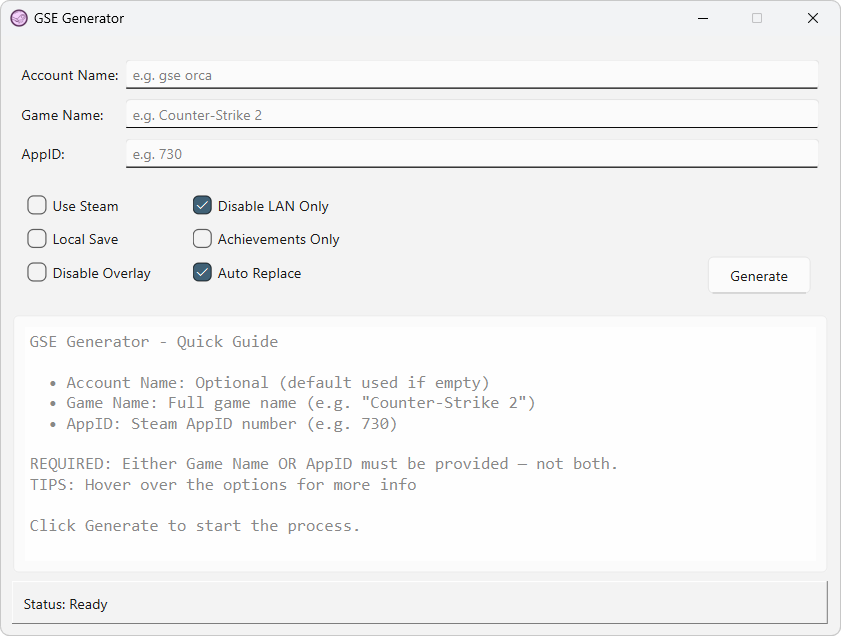 GSE Generator
Account Name: e.g. gse orca
Game Name: e.g. Counter-Strike 2
AppID: e.g. 730
Use Steam Disable LAN Only
Local Save Achievements Only
Disable Overlay Auto Replace
Generate
GSE Generator - Quick Guide
• Account Name: Optional (default used if empty)
• Game Name: Full game name (e.g. "Counter-Strike 2")
• AppID: Steam AppID number (e.g. 730)
REQUIRED: Either Game Name OR AppID must be provided — not both.
TIPS: Hover over the options for more info
Click Generate to start the process.
Status: Ready